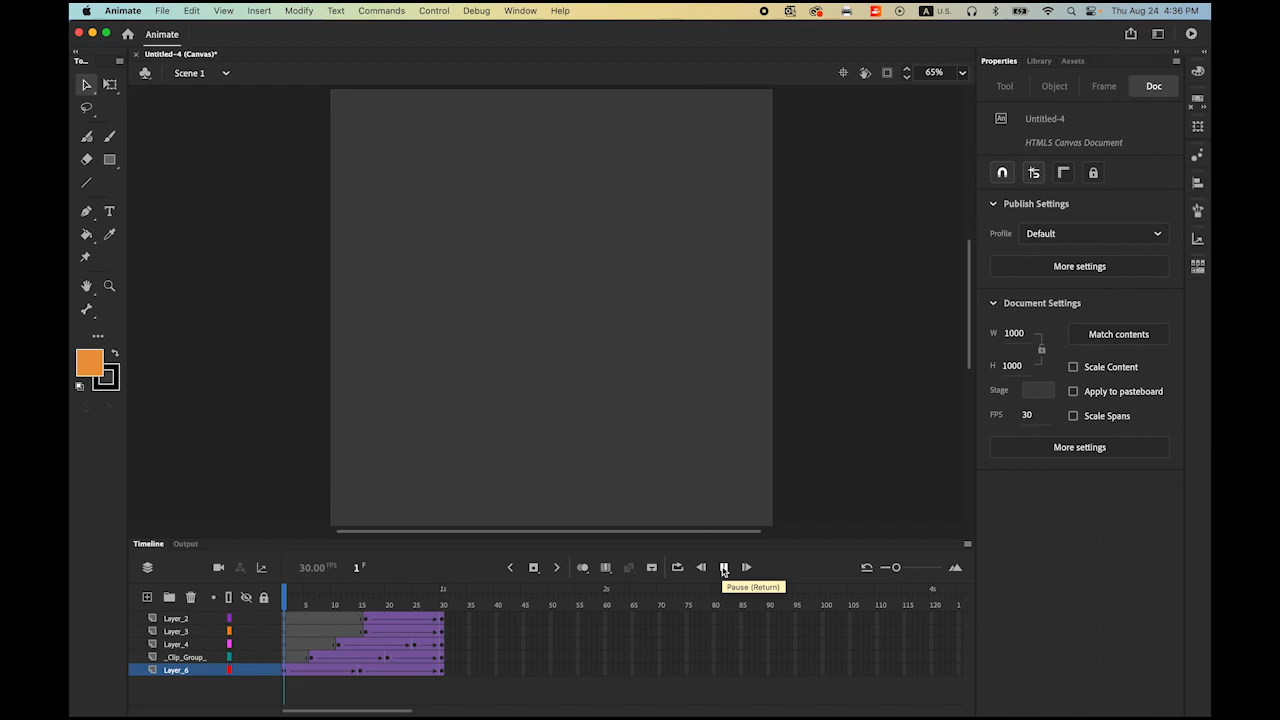 Animate File Edit View Insert Modify Text Commands Control Debug Window Help A U.S. Thu Aug 24 4:36 PM
Animate
Untitled-4 (Canvas)*
To...
Properties Library Assets
Scene 1 65%
Tool Object Frame Doc
An Untitled-4
HTML5 Canvas Document
Publish Settings
Profile Default
More settings
Document Settings
W 1000 Match contents
H 1000 Scale Content
Stage Apply to pasteboard
FPS 30 Scale Spans
More settings
T
Timeline Output
30.00 FPS 1 F
Pause (Return)
1s 2s 3s 4s
5 10 15 20 25 30 35 40 45 50 55 60 65 70 75 80 85 90 95 100 105 110 115 120 1
Layer_2
Layer_3
Layer_4
_Clip_Group_
Layer_6